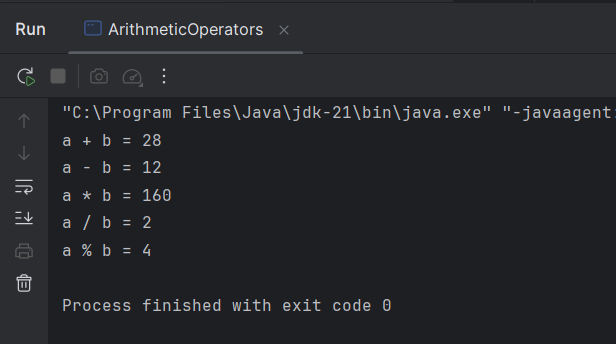 Run ArithmeticOperators
"C:\Program Files\Java\jdk-21\bin\java.exe" "-javaagent:
a + b = 28
a - b = 12
a * b = 160
a / b = 2
a % b = 4
Process finished with exit code 0